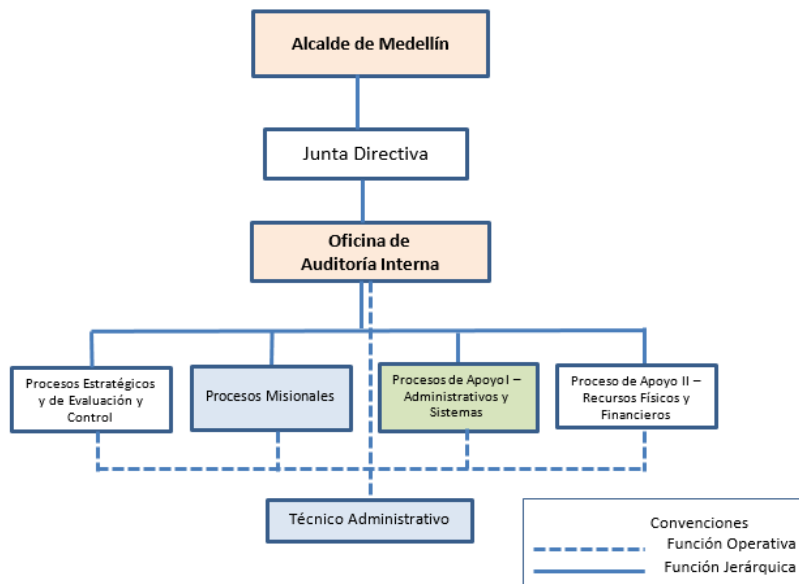 Alcalde de Medellín
Junta Directiva
Oficina de
Auditoría Interna
Procesos Estratégicos
y de Evaluación y
Control
Procesos Misionales
Procesos de Apoyo I –
Administrativos y
Sistemas
Proceso de Apoyo II –
Recursos Físicos y
Financieros
Técnico Administrativo
Convenciones
Función Operativa
Función Jerárquica